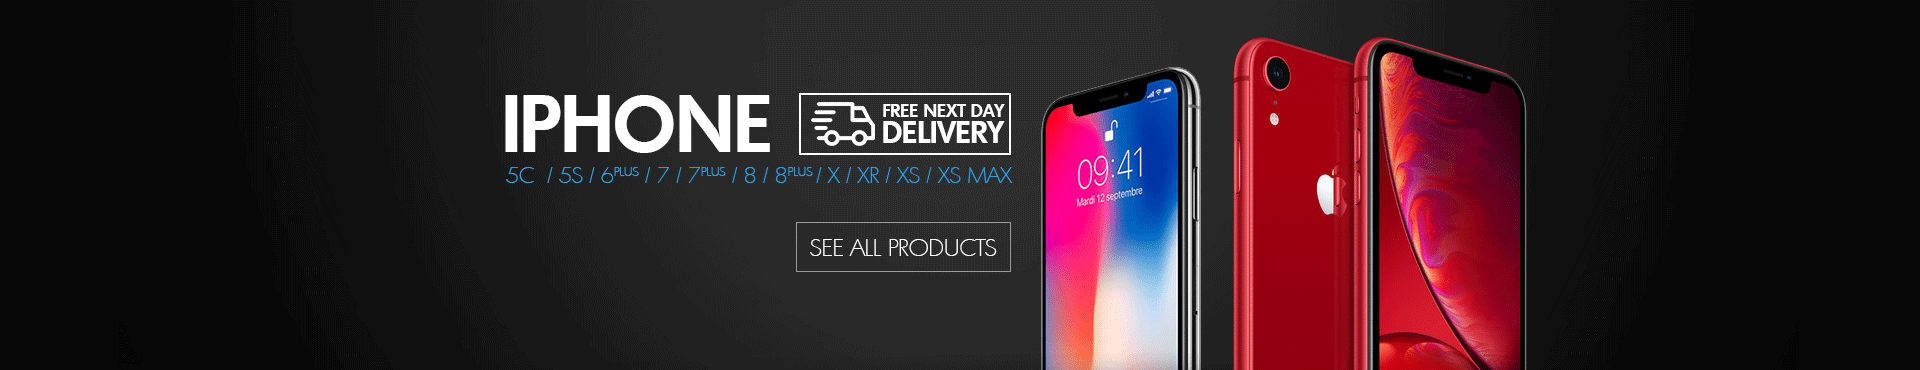 IPHONE
FREE NEXT DAY
DELIVERY
5C / 5S / 6PLUS / 7 / 7PLUS / 8 / 8PLUS / X / XR / XS / XS MAX
SEE ALL PRODUCTS
09:41
Mardi 12 septembre